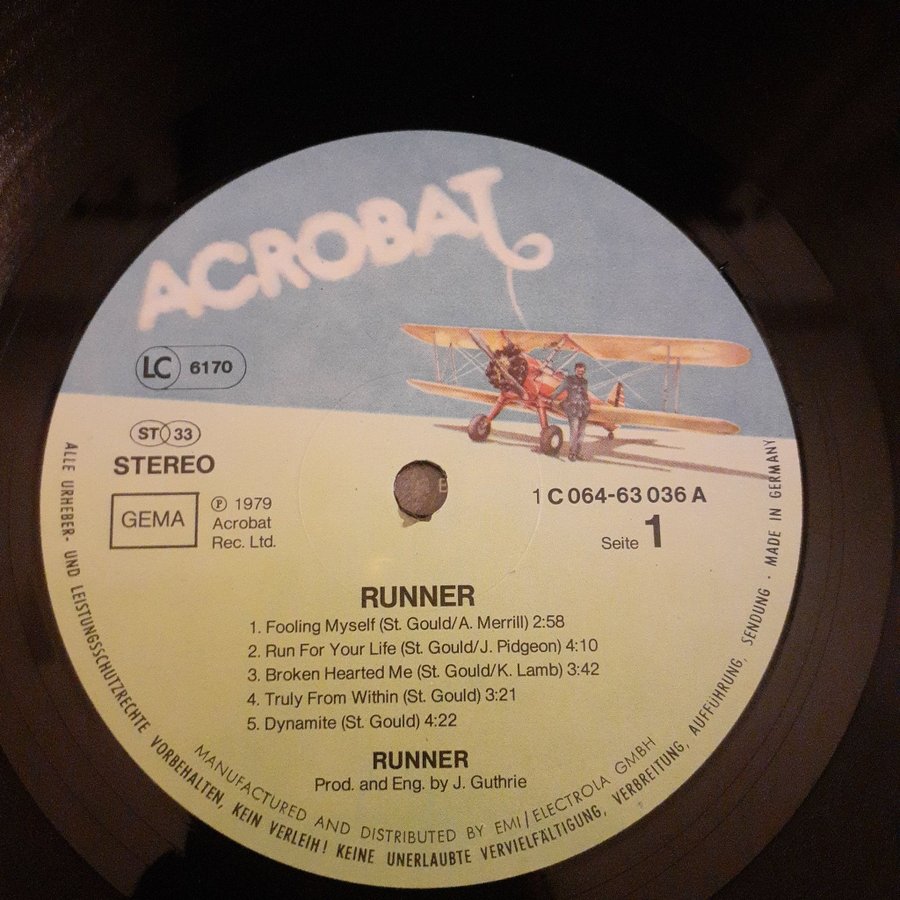 ACROBAT
LC 6170
ST 33
STEREO
GEMA
℗ 1979
Acrobat
Rec. Ltd.
1 C 064-63 036 A
Seite 1
RUNNER
1. Fooling Myself (St. Gould/A. Merrill) 2:58
2. Run For Your Life (St. Gould/J. Pidgeon) 4:10
3. Broken Hearted Me (St. Gould/K. Lamb) 3:42
4. Truly From Within (St. Gould) 3:21
5. Dynamite (St. Gould) 4:22
RUNNER
Prod. and Eng. by J. Guthrie
MANUFACTURED AND DISTRIBUTED BY EMI/ELECTROLA GMBH
ALLE URHEBER- UND LEISTUNGSSCHUTZRECHTE VORBEHALTEN, KEIN VERLEIH! KEINE UNERLAUBTE VERVIELFÄLTIGUNG, VERBREITUNG, AUFFÜHRUNG, SENDUNG · MADE IN GERMANY